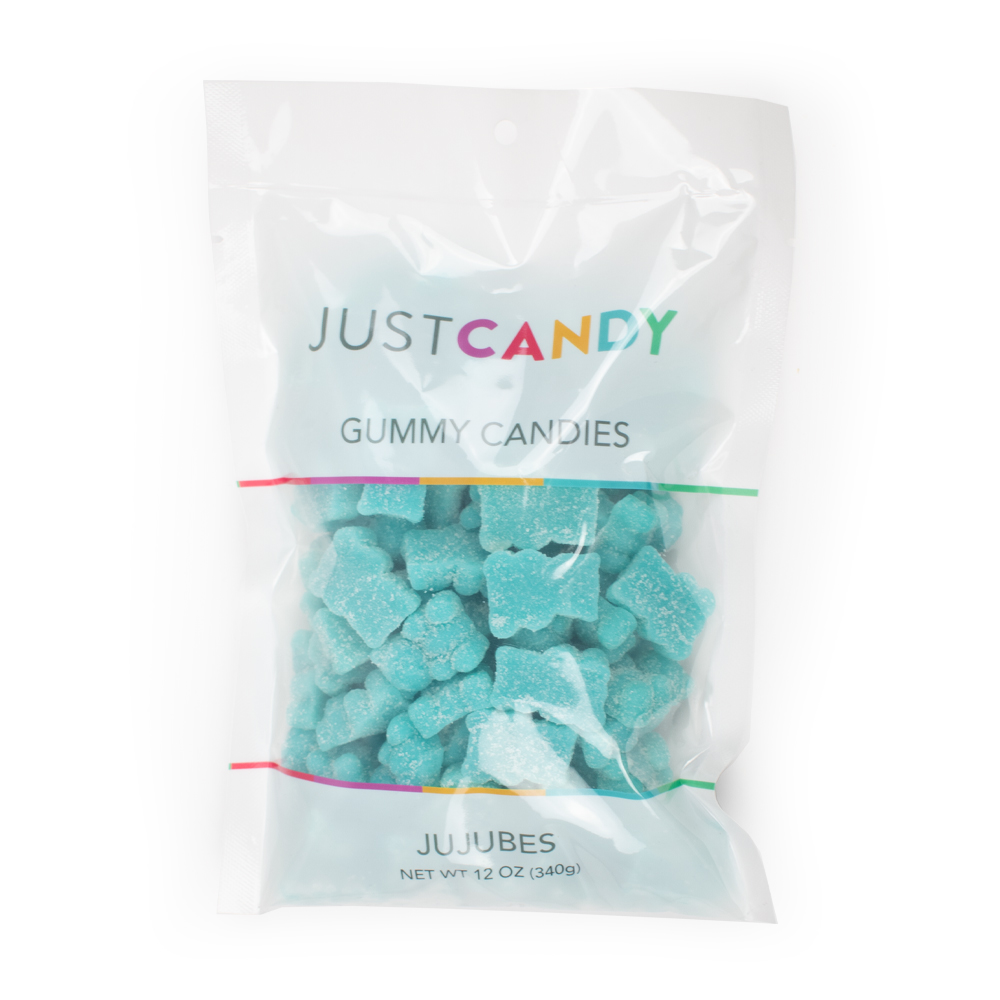 JUSTCANDY
GUMMY CANDIES
JUJUBES
NET WT 12 OZ (340g)